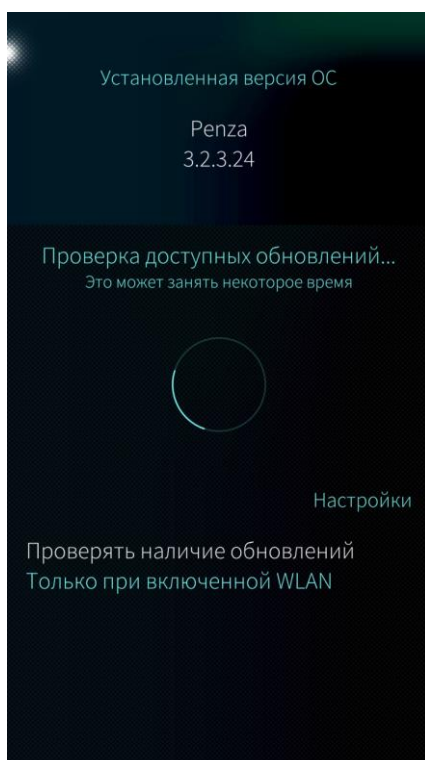 Установленная версия ОС
Penza
3.2.3.24
Проверка доступных обновлений...
Это может занять некоторое время
Настройки
Проверять наличие обновлений
Только при включенной WLAN